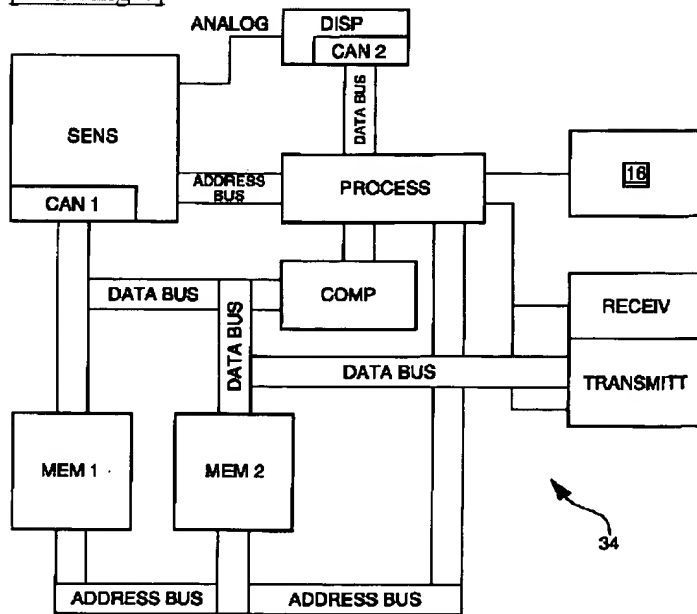 ANALOG
DISP
CAN 2
DATA BUS
SENS
CAN 1
ADDRESS
BUS
PROCESS
16
DATA BUS
COMP
DATA BUS
RECEIV
DATA BUS
TRANSMITT
MEM 1
MEM 2
34
ADDRESS BUS
ADDRESS BUS